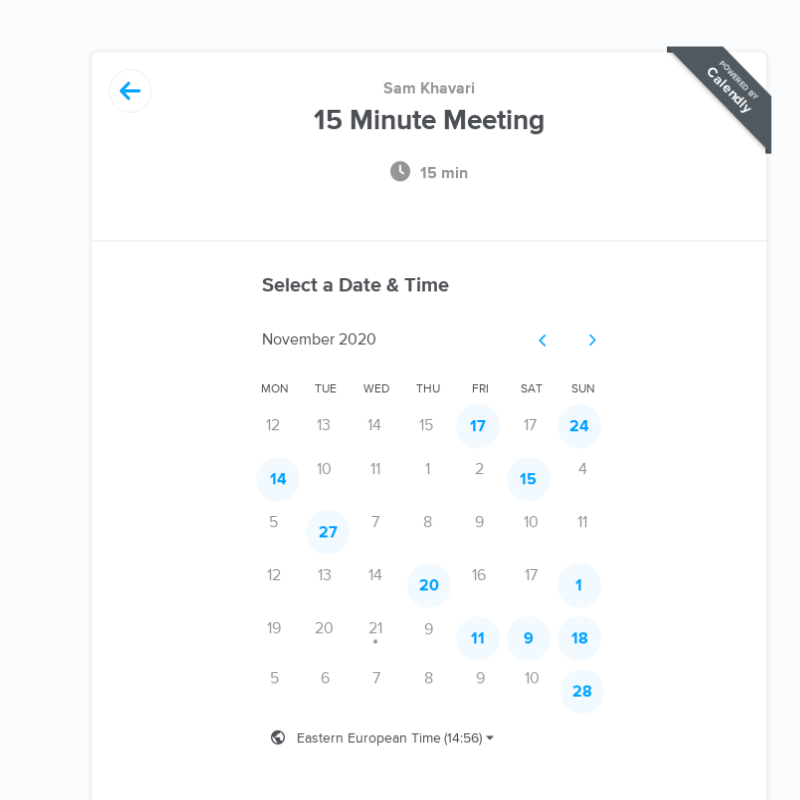 POWERED BY
Calendly
Sam Khavari
15 Minute Meeting
15 min
Select a Date & Time
November 2020
MON TUE WED THU FRI SAT SUN
12 13 14 15 17 17 24
14 10 11 1 2 15 4
5 27 7 8 9 10 11
12 13 14 20 16 17 1
19 20 21 9 11 9 18
5 6 7 8 9 10 28
Eastern European Time (14:56)